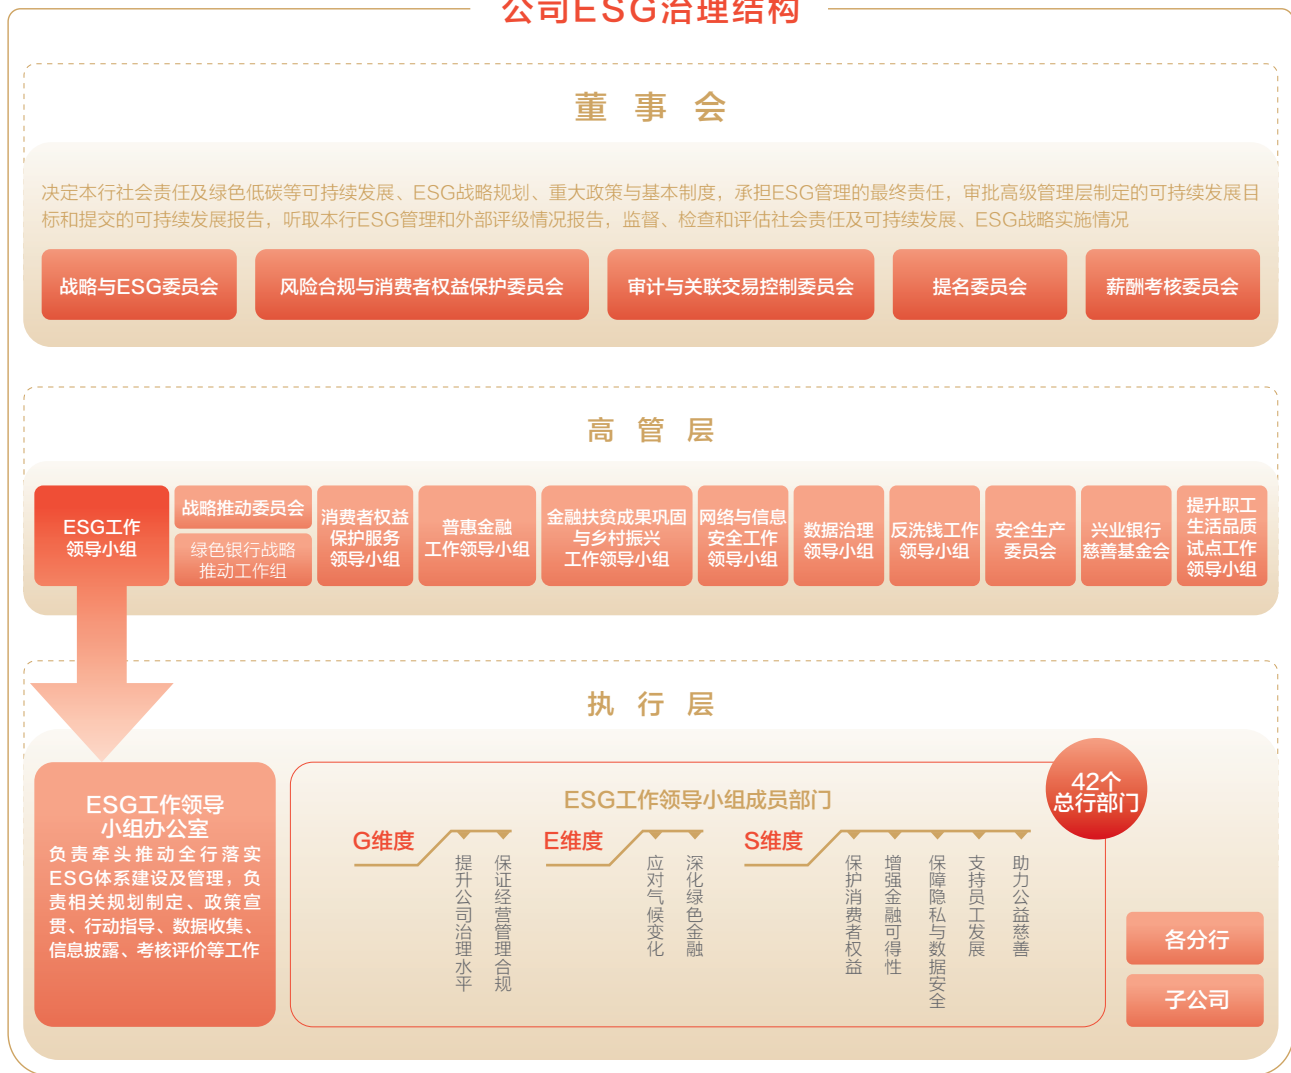 公司ESG治理结构
董事会
决定本行社会责任及绿色低碳等可持续发展、ESG战略规划、重大政策与基本制度，承担ESG管理的最终责任，审批高级管理层制定的可持续发展目
标和提交的可持续发展报告，听取本行ESG管理和外部评级情况报告，监督、检查和评估社会责任及可持续发展、ESG战略实施情况
战略与ESG委员会
风险合规与消费者权益保护委员会
审计与关联交易控制委员会
提名委员会
薪酬考核委员会
高管层
ESG工作
领导小组
战略推动委员会
绿色银行战略
推动工作组
消费者权益
保护服务
领导小组
普惠金融
工作领导小组
金融扶贫成果巩固
与乡村振兴
工作领导小组
网络与信息
安全工作
领导小组
数据治理
领导小组
反洗钱工作
领导小组
安全生产
委员会
兴业银行
慈善基金会
提升职工
生活品质
试点工作
领导小组
执行层
ESG工作领导
小组办公室
负责牵头推动全行落实
ESG体系建设及管理，负
责相关规划制定、政策宣
贯、行动指导、数据收集、
信息披露、考核评价等工作
ESG工作领导小组成员部门
42个
总行部门
G维度
提升公司治理水平
保证经营管理合规
E维度
应对气候变化
深化绿色金融
S维度
保护消费者权益
增强金融可得性
保障隐私与数据安全
支持员工发展
助力公益慈善
各分行
子公司